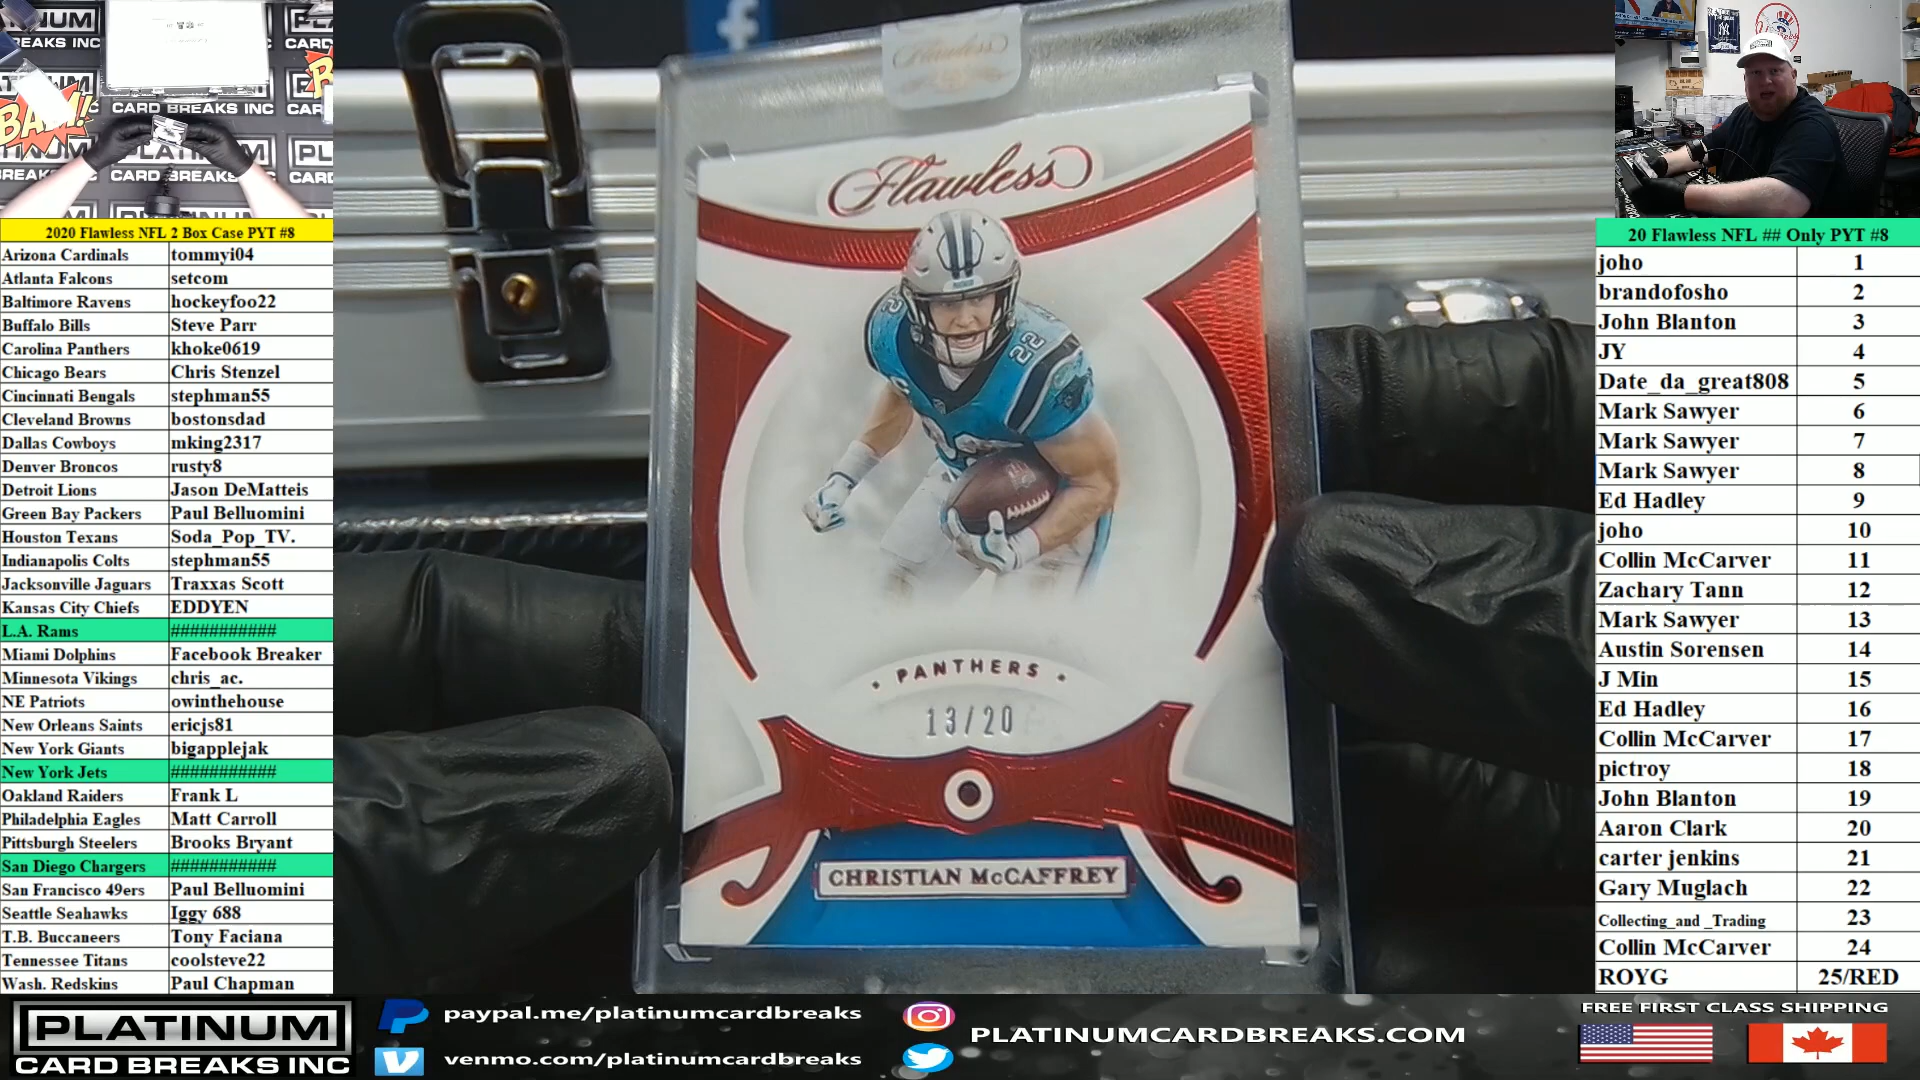 PLATINUM
BREAKS INC
CARD BREAKS INC
BAM!
2020 Flawless NFL 2 Box Case PYT #8
Arizona Cardinals tommyi04
Atlanta Falcons setcom
Baltimore Ravens hockeyfoo22
Buffalo Bills Steve Parr
Carolina Panthers khoke0619
Chicago Bears Chris Stenzel
Cincinnati Bengals stephman55
Cleveland Browns bostonsdad
Dallas Cowboys mking2317
Denver Broncos rusty8
Detroit Lions Jason DeMatteis
Green Bay Packers Paul Belluomini
Houston Texans Soda_Pop_TV.
Indianapolis Colts stephman55
Jacksonville Jaguars Traxxas Scott
Kansas City Chiefs EDDYEN
L.A. Rams ###########
Miami Dolphins Facebook Breaker
Minnesota Vikings chris_ac.
NE Patriots owinthehouse
New Orleans Saints ericjs81
New York Giants bigapplejak
New York Jets ###########
Oakland Raiders Frank L
Philadelphia Eagles Matt Carroll
Pittsburgh Steelers Brooks Bryant
San Diego Chargers ###########
San Francisco 49ers Paul Belluomini
Seattle Seahawks Iggy 688
T.B. Buccaneers Tony Faciana
Tennessee Titans coolsteve22
Wash. Redskins Paul Chapman
Flawless
Flawless
22
22
PANTHERS
13/20
CHRISTIAN McCAFFREY
20 Flawless NFL ## Only PYT #8
joho 1
brandofosho 2
John Blanton 3
JY 4
Date_da_great808 5
Mark Sawyer 6
Mark Sawyer 7
Mark Sawyer 8
Ed Hadley 9
joho 10
Collin McCarver 11
Zachary Tann 12
Mark Sawyer 13
Austin Sorensen 14
J Min 15
Ed Hadley 16
Collin McCarver 17
pictroy 18
John Blanton 19
Aaron Clark 20
carter jenkins 21
Gary Muglach 22
Collecting_and _Trading 23
Collin McCarver 24
ROYG 25/RED
PLATINUM
CARD BREAKS INC
paypal.me/platinumcardbreaks
venmo.com/platinumcardbreaks
PLATINUMCARDBREAKS.COM
FREE FIRST CLASS SHIPPING